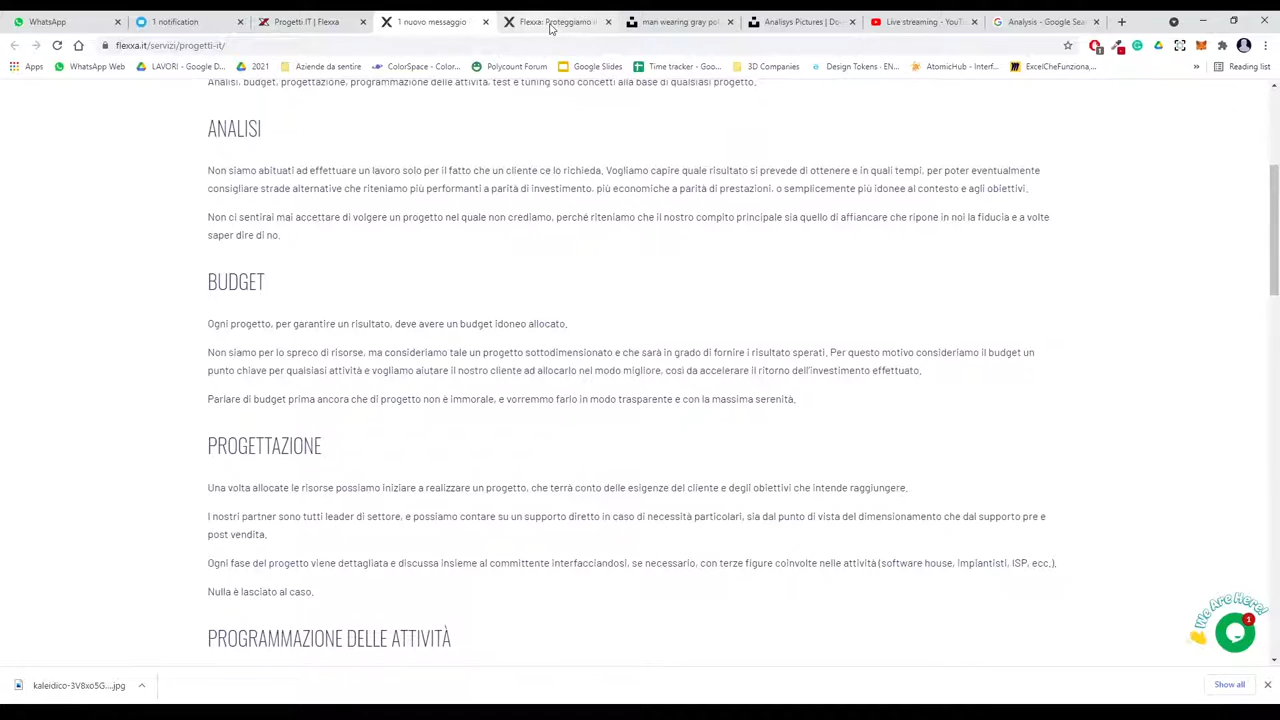 WhatsApp
1 notification
Progetti IT | Flexxa
1 nuovo messaggio
Flexxa: Proteggiamo i
man wearing gray pol
Analisys Pictures | Dow
Live streaming - YouTu
Analysis - Google Sear
flexxa.it/servizi/progetti-it/
Apps
WhatsApp Web
LAVORI - Google D...
2021
Aziende da sentire
ColorSpace - Color...
Polycount Forum
Google Slides
Time tracker - Goo...
3D Companies
Design Tokens - EN...
AtomicHub - Interf...
ExcelCheFunziona,...
»
Reading list
Analisi, budget, progettazione, programmazione delle attività, test e tuning sono concetti alla base di qualsiasi progetto.
ANALISI
Non siamo abituati ad effettuare un lavoro solo per il fatto che un cliente ce lo richieda. Vogliamo capire quale risultato si prevede di ottenere e in quali tempi, per poter eventualmente
consigliare strade alternative che riteniamo più performanti a parità di investimento, più economiche a parità di prestazioni, o semplicemente più idonee al contesto e agli obiettivi.
Non ci sentirai mai accettare di volgere un progetto nel quale non crediamo, perché riteniamo che il nostro compito principale sia quello di affiancare che ripone in noi la fiducia e a volte
saper dire di no.
BUDGET
Ogni progetto, per garantire un risultato, deve avere un budget idoneo allocato.
Non siamo per lo spreco di risorse, ma consideriamo tale un progetto sottodimensionato e che sarà in grado di fornire i risultato sperati. Per questo motivo consideriamo il budget un
punto chiave per qualsiasi attività e vogliamo aiutare il nostro cliente ad allocarlo nel modo migliore, così da accelerare il ritorno dell'investimento effettuato.
Parlare di budget prima ancora che di progetto non è immorale, e vorremmo farlo in modo trasparente e con la massima serenità.
PROGETTAZIONE
Una volta allocate le risorse possiamo iniziare a realizzare un progetto, che terrà conto delle esigenze del cliente e degli obiettivi che intende raggiungere.
I nostri partner sono tutti leader di settore, e possiamo contare su un supporto diretto in caso di necessità particolari, sia dal punto di vista del dimensionamento che dal supporto pre e
post vendita.
Ogni fase del progetto viene dettagliata e discussa insieme al committente interfacciandosi, se necessario, con terze figure coinvolte nelle attività (software house, impiantisti, ISP, ecc.).
Nulla è lasciato al caso.
We Are Here!
1
PROGRAMMAZIONE DELLE ATTIVITÀ
kaleidico-3V8xo5G....jpg
Show all